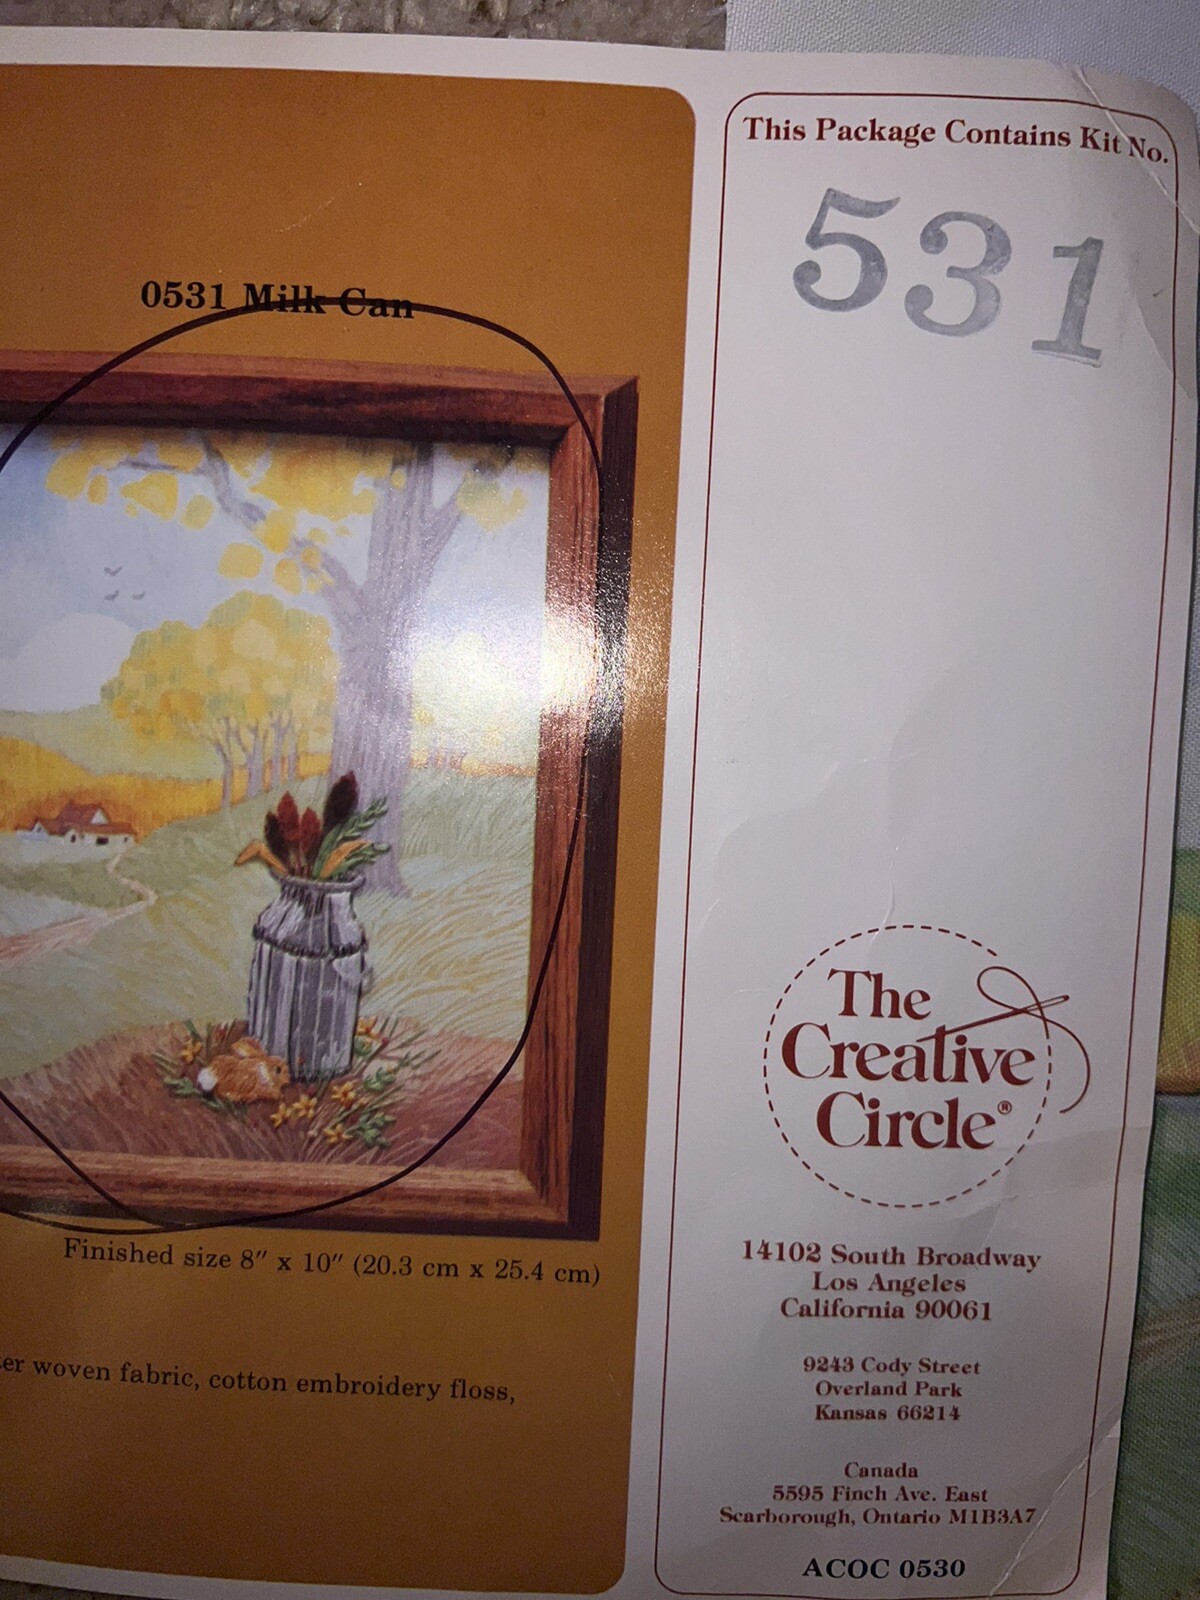 0531 Milk Can
Finished size 8″ x 10″ (20.3 cm x 25.4 cm)
woven fabric, cotton embroidery floss,
This Package Contains Kit No.
531
The
Creative
Circle®
14102 South Broadway
Los Angeles
California 90061
9243 Cody Street
Overland Park
Kansas 66214
Canada
5595 Finch Ave. East
Scarborough, Ontario M1B3A7
ACOC 0530